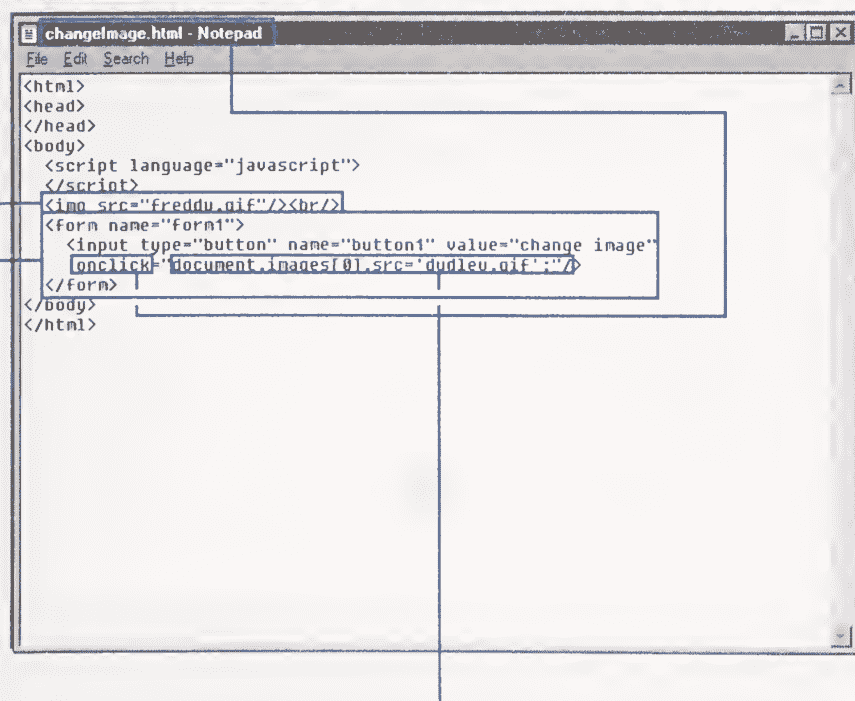 changeImage.html - Notepad
File Edit Search Help
<html>
<head>
</head>
<body>
<script language="javascript">
</script>
<img src="freddy.gif"/><br/>
<form name="form1">
<input type="button" name="button1" value="change image"
onclick="document.images[0].src='dudley.gif';"/>
</form>
</body>
</html>